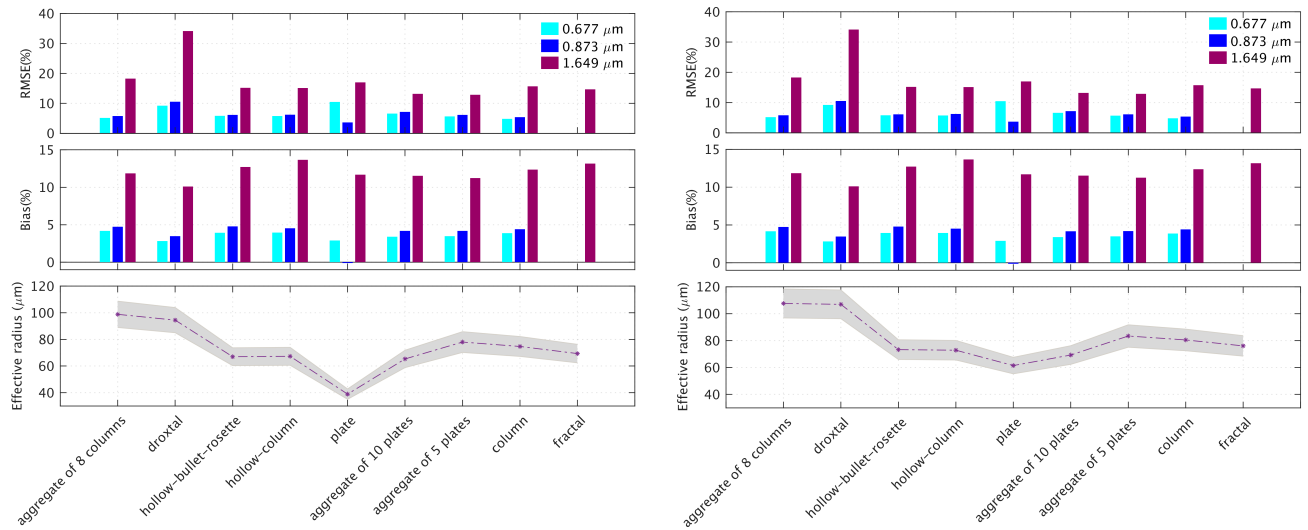 40
30
20
10
0
RMSE(%)
0.677 μm
0.873 μm
1.649 μm
15
10
5
0
Bias(%)
120
100
80
60
40
Effective radius (μm)
aggregate of 8 columns
droxtal
hollow-bullet-rosette
hollow-column
plate
aggregate of 10 plates
aggregate of 5 plates
column
fractal
40
30
20
10
0
RMSE(%)
0.677 μm
0.873 μm
1.649 μm
15
10
5
0
Bias(%)
120
100
80
60
40
Effective radius (μm)
aggregate of 8 columns
droxtal
hollow-bullet-rosette
hollow-column
plate
aggregate of 10 plates
aggregate of 5 plates
column
fractal